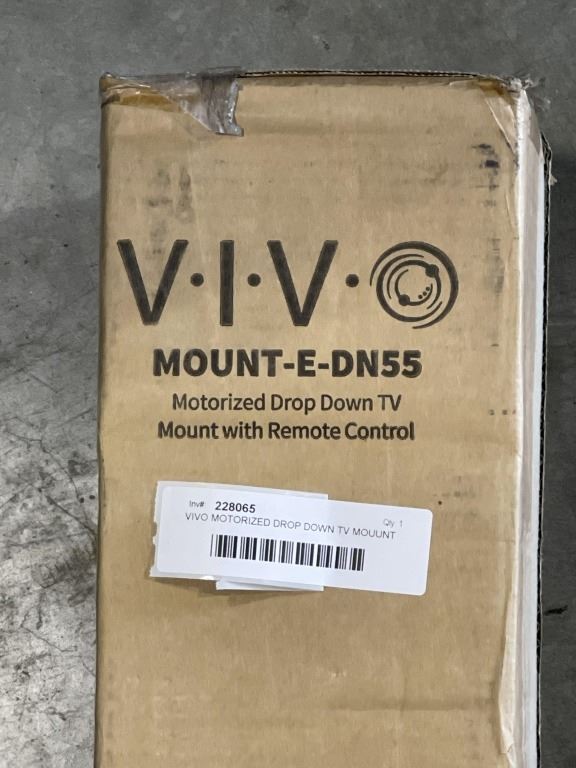 V·I·V·O
MOUNT-E-DN55
Motorized Drop Down TV
Mount with Remote Control
Inv#: 228065 Qty: 1
VIVO MOTORIZED DROP DOWN TV MOUUNT